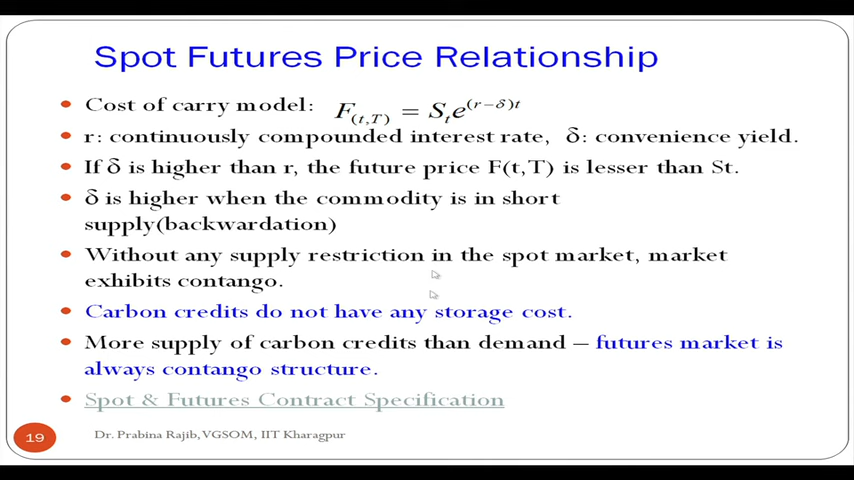 Spot Futures Price Relationship
• Cost of carry model: F(t,T) = S_t e^{(r−δ)t}
• r: continuously compounded interest rate, δ: convenience yield.
• If δ is higher than r, the future price F(t,T) is lesser than St.
• δ is higher when the commodity is in short
supply(backwardation)
• Without any supply restriction in the spot market, market
exhibits contango.
• Carbon credits do not have any storage cost.
• More supply of carbon credits than demand – futures market is
always contango structure.
• Spot & Futures Contract Specification
19 Dr. Prabina Rajib, VGSOM, IIT Kharagpur